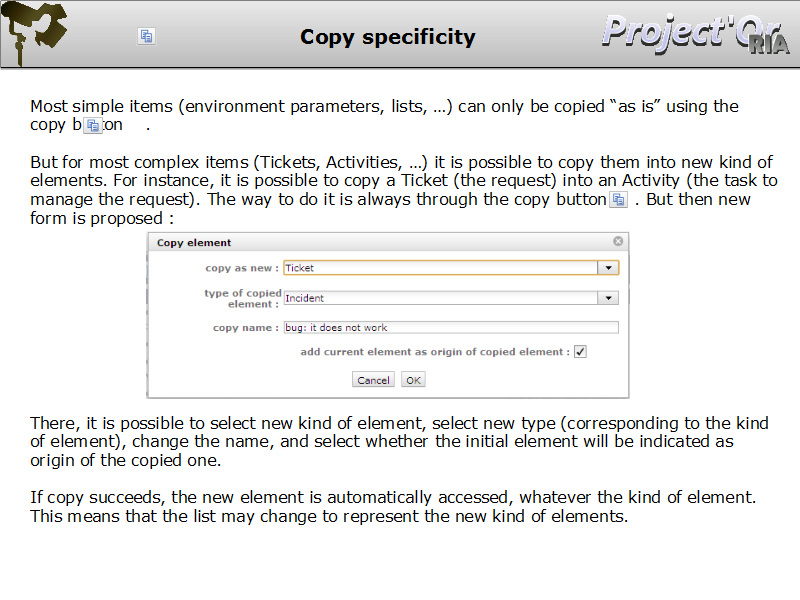 Copy specificity
Project'Or
RIA
Most simple items (environment parameters, lists, …) can only be copied “as is” using the
copy b on .
But for most complex items (Tickets, Activities, …) it is possible to copy them into new kind of
elements. For instance, it is possible to copy a Ticket (the request) into an Activity (the task to
manage the request). The way to do it is always through the copy button . But then new
form is proposed :
Copy element
copy as new : Ticket
type of copied
element : Incident
copy name : bug: it does not work
add current element as origin of copied element :
Cancel OK
There, it is possible to select new kind of element, select new type (corresponding to the kind
of element), change the name, and select whether the initial element will be indicated as
origin of the copied one.
If copy succeeds, the new element is automatically accessed, whatever the kind of element.
This means that the list may change to represent the new kind of elements.